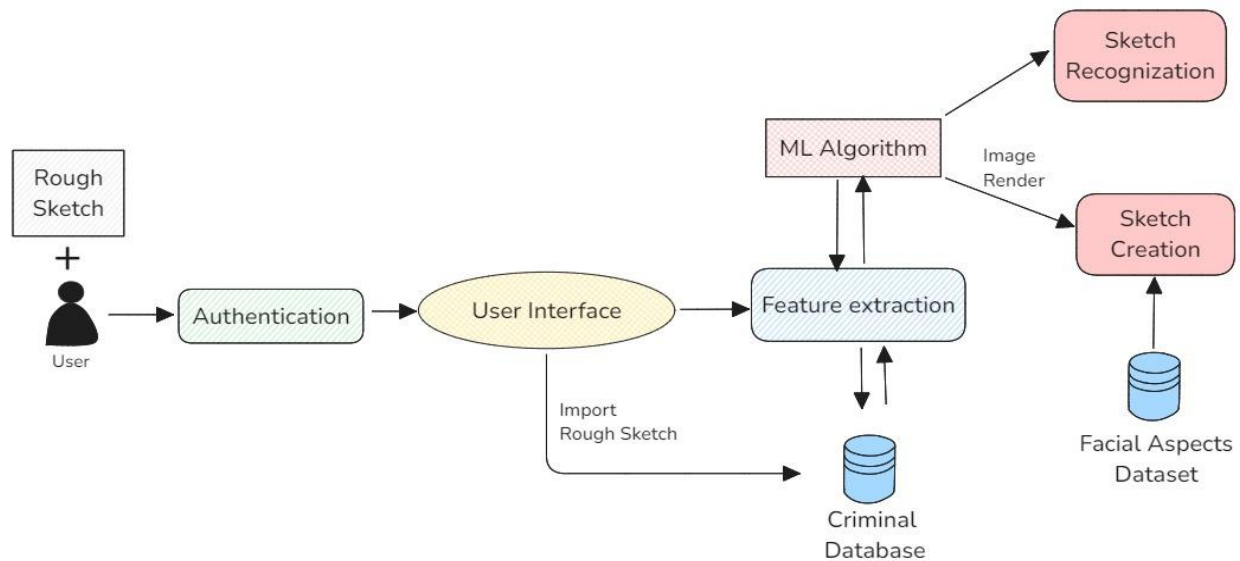 Rough
Sketch
+
User
Authentication
User Interface
Import
Rough Sketch
Feature extraction
ML Algorithm
Image
Render
Sketch
Recognization
Sketch
Creation
Facial Aspects
Dataset
Criminal
Database